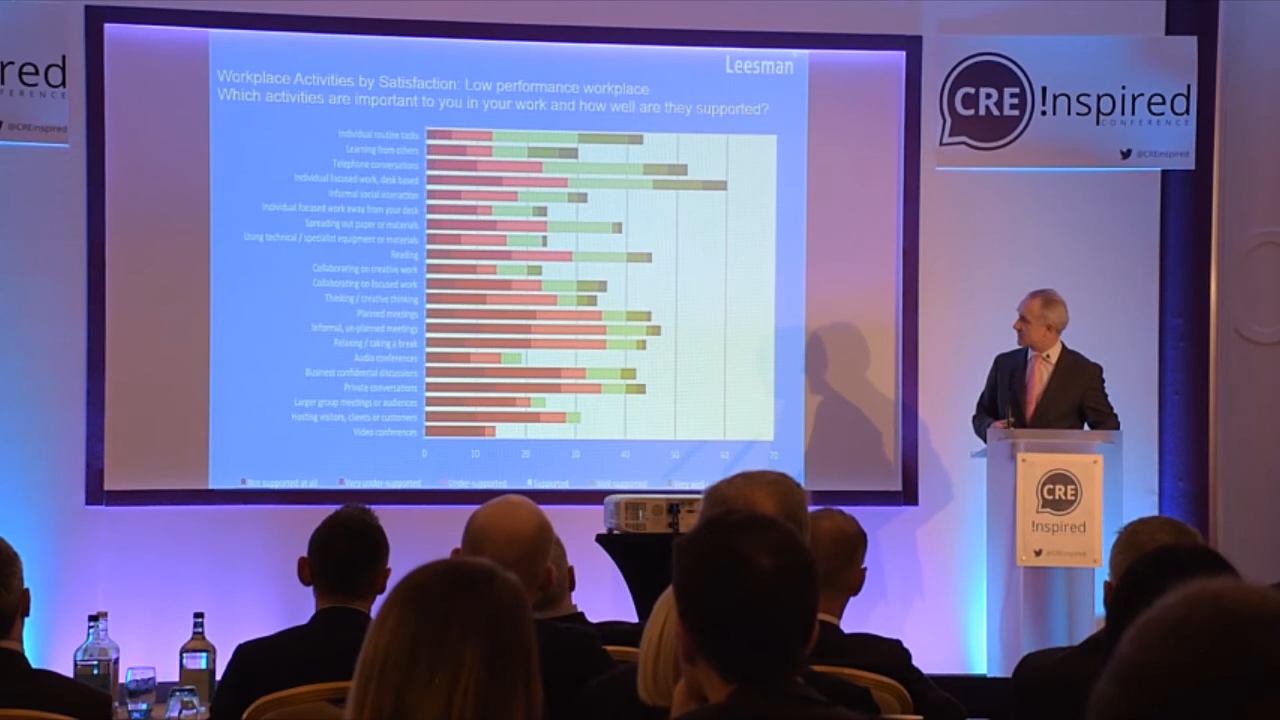 red
FERENCE
@CREinspired
Leesman
Workplace Activities by Satisfaction: Low performance workplace
Which activities are important to you in your work and how well are they supported?
Individual routine tasks
Learning from others
Telephone conversations
Individual focused work, desk based
Informal social interaction
Individual focused work away from your desk
Spreading out paper or materials
Using technical / specialist equipment or materials
Reading
Collaborating on creative work
Collaborating on focused work
Thinking / creative thinking
Planned meetings
Informal, un-planned meetings
Relaxing / taking a break
Audio conferences
Business confidential discussions
Private conversations
Larger group meetings or audiences
Hosting visitors, clients or customers
Video conferences
0 10 20 30 40 50 60 70
Not supported at all Very under-supported Under-supported Supported Well supported Very well
CRE !nspired
CONFERENCE
@CREinspired
CRE
!nspired
@CREinspired